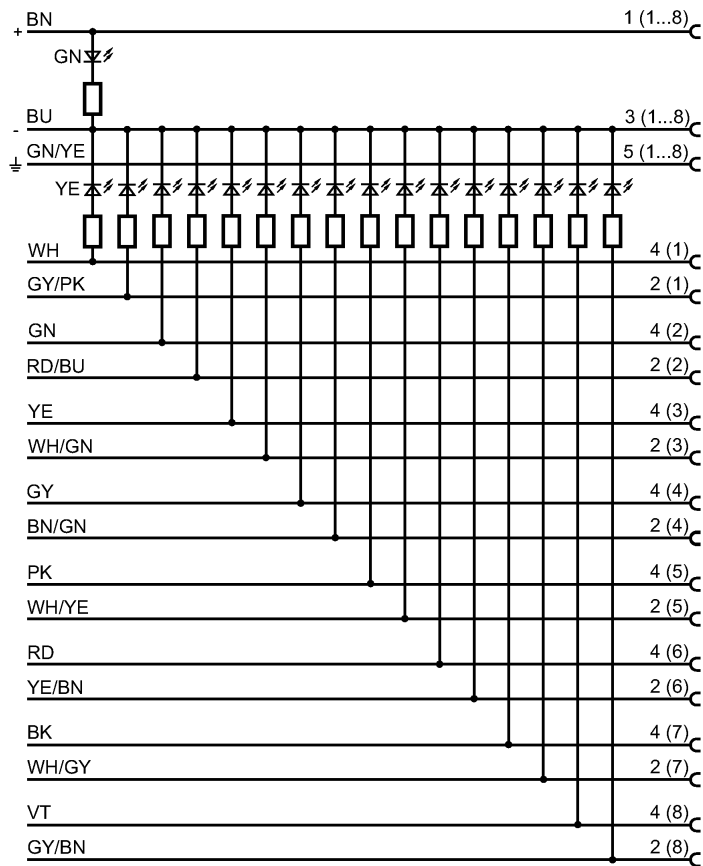 BN 1 (1...8)
+
GN
BU 3 (1...8)
-
GN/YE 5 (1...8)
YE
WH 4 (1)
GY/PK 2 (1)
GN 4 (2)
RD/BU 2 (2)
YE 4 (3)
WH/GN 2 (3)
GY 4 (4)
BN/GN 2 (4)
PK 4 (5)
WH/YE 2 (5)
RD 4 (6)
YE/BN 2 (6)
BK 4 (7)
WH/GY 2 (7)
VT 4 (8)
GY/BN 2 (8)